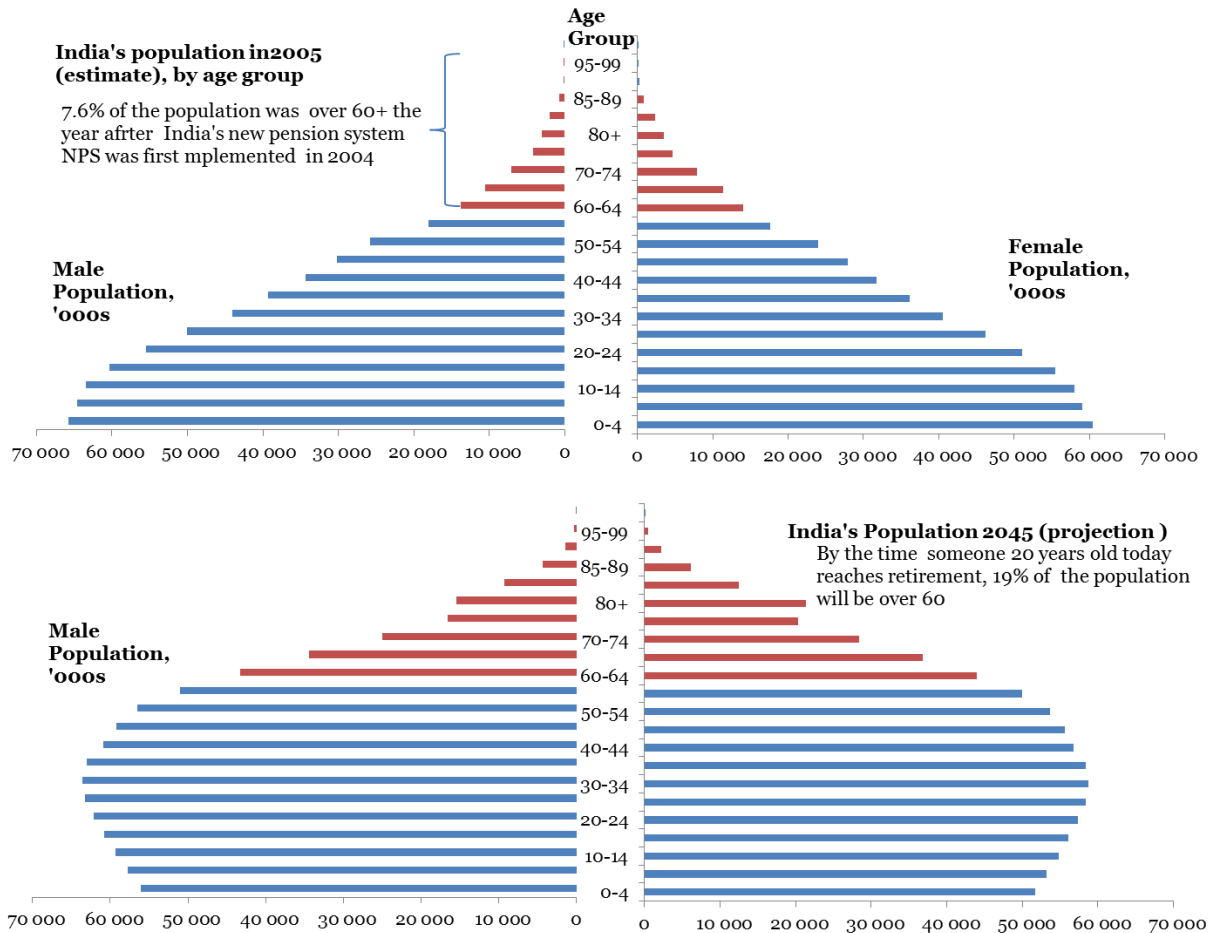 Age
Group
India's population in2005
(estimate), by age group
7.6% of the population was over 60+ the
year afrter India's new pension system
NPS was first mplemented in 2004
95-99
85-89
80+
70-74
60-64
50-54
40-44
30-34
20-24
10-14
0-4
Male
Population,
'000s
Female
Population,
'000s
70 000 60 000 50 000 40 000 30 000 20 000 10 000 0
0 10 000 20 000 30 000 40 000 50 000 60 000 70 000
India's Population 2045 (projection )
By the time someone 20 years old today
reaches retirement, 19% of the population
will be over 60
95-99
85-89
80+
70-74
60-64
50-54
40-44
30-34
20-24
10-14
0-4
Male
Population,
'000s
70 000 60 000 50 000 40 000 30 000 20 000 10 000 0
0 10 000 20 000 30 000 40 000 50 000 60 000 70 000